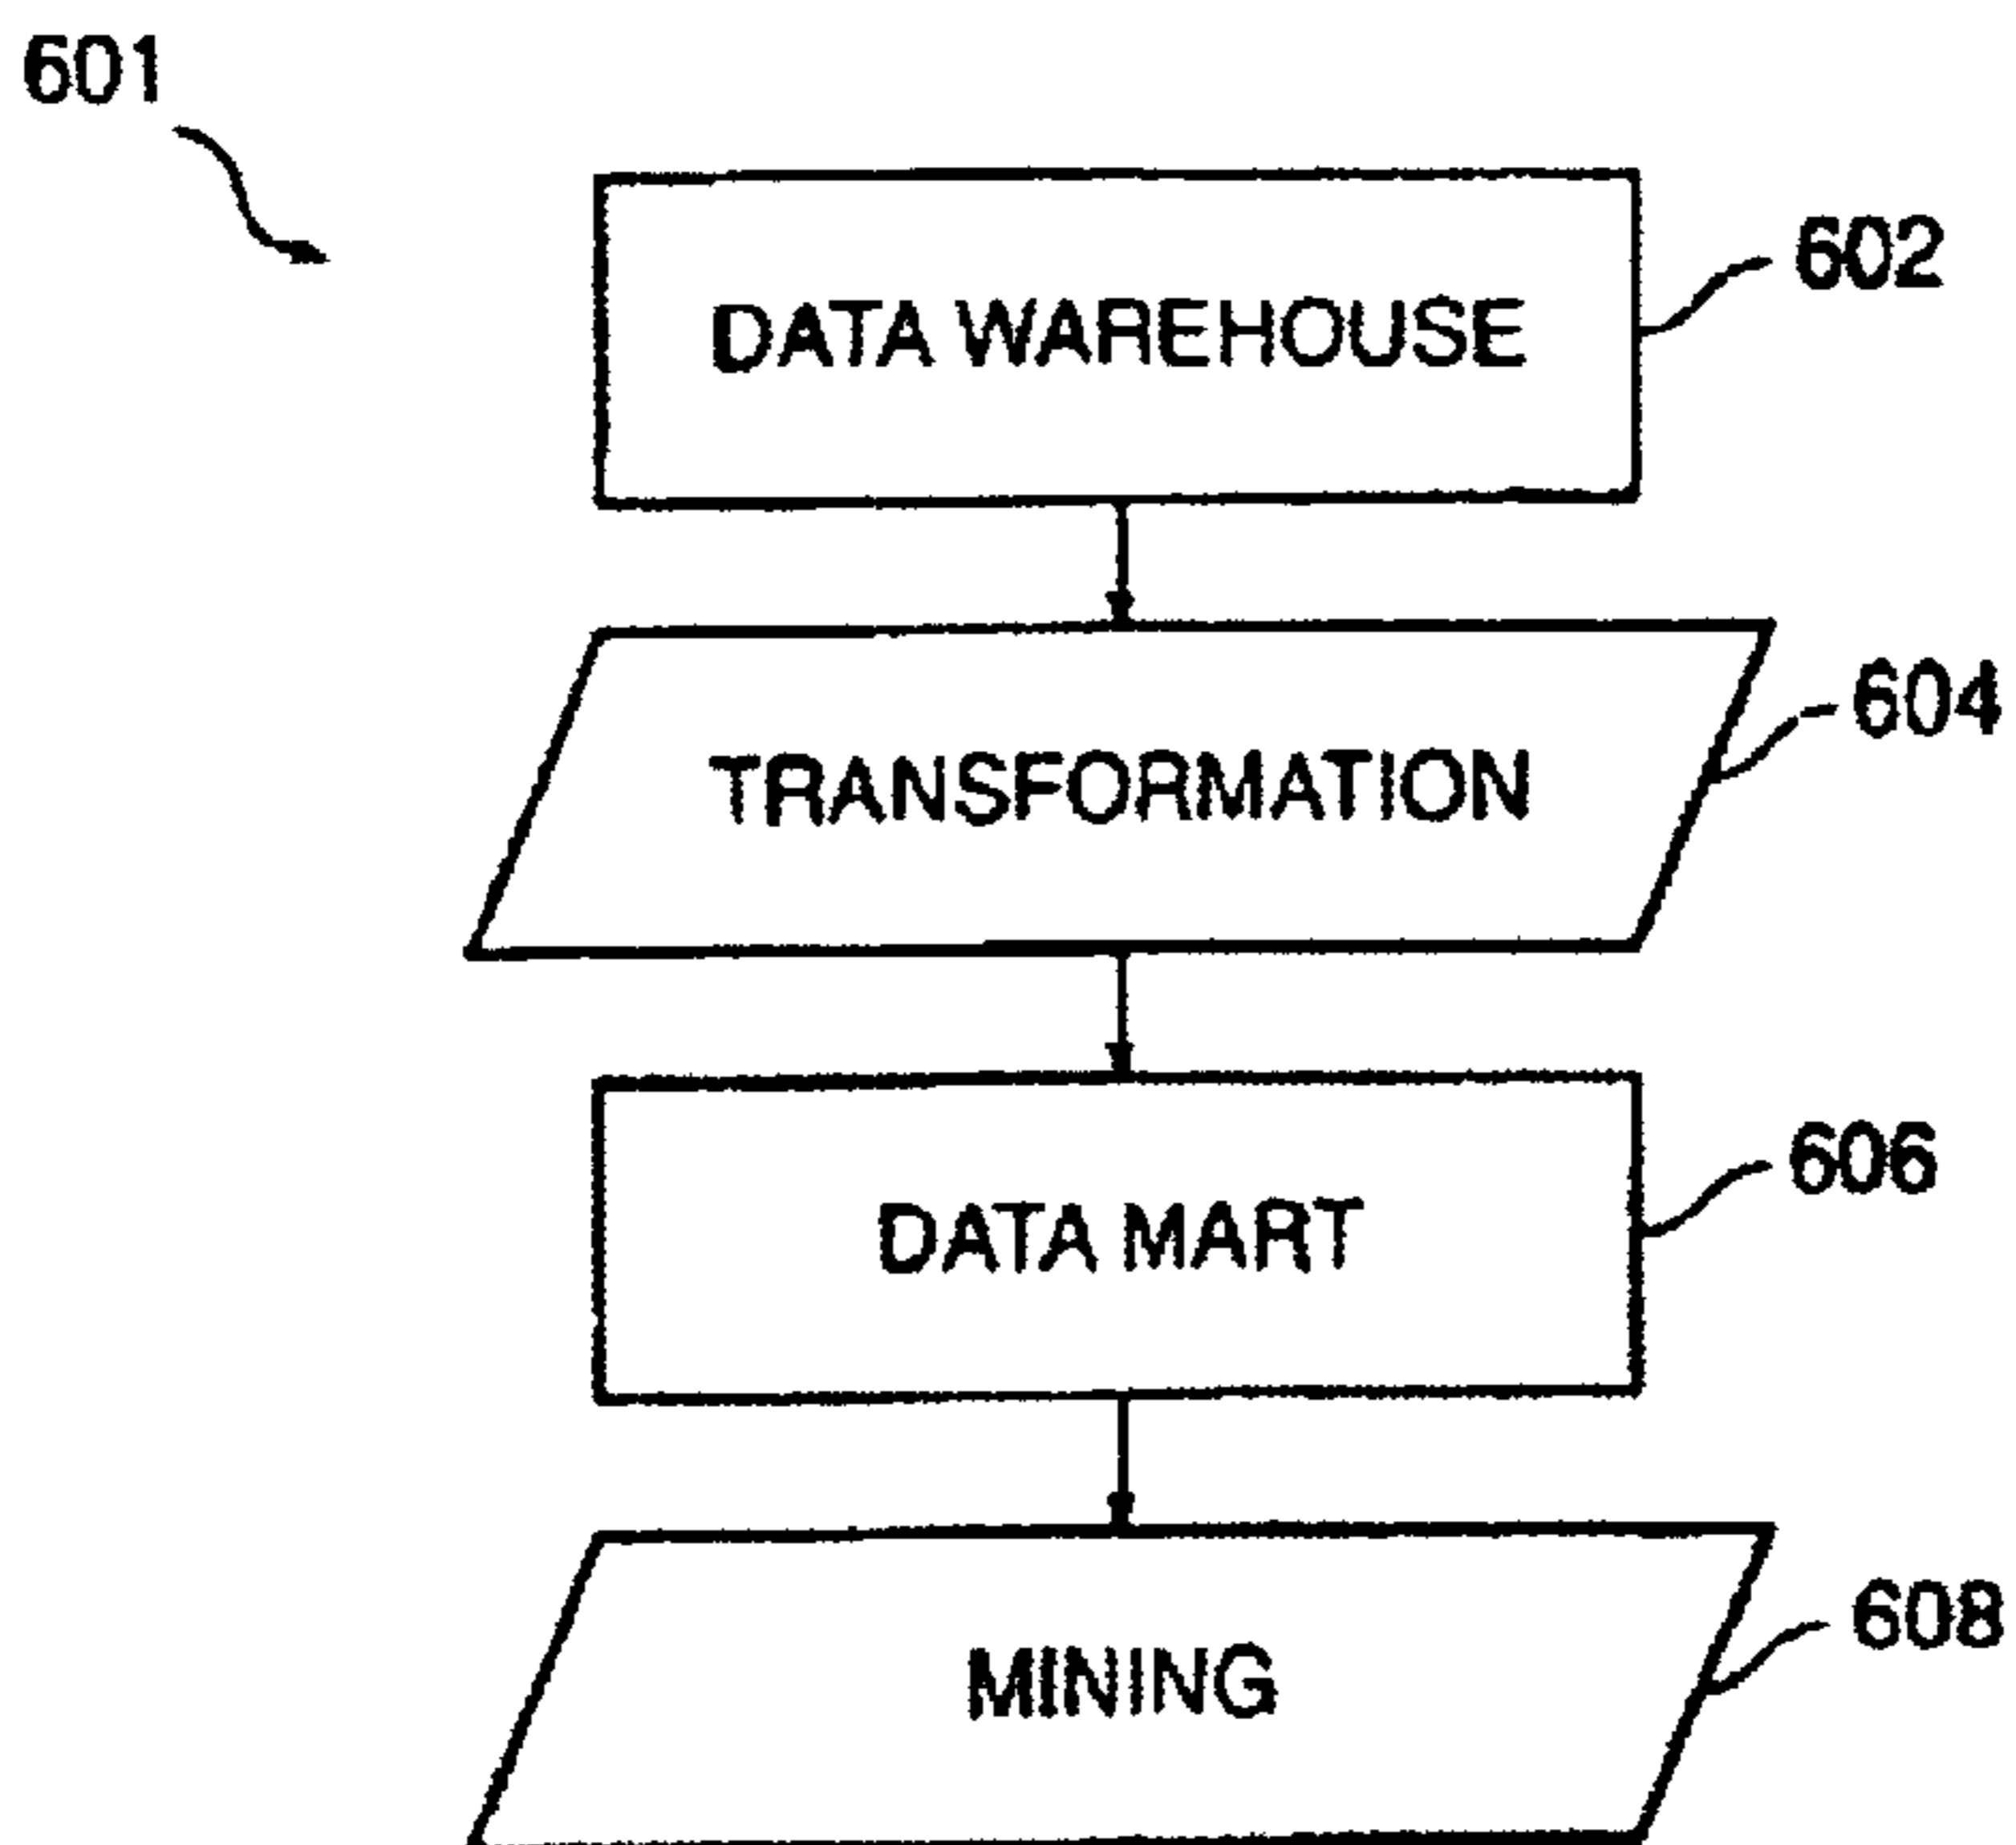 601
602
DATA WAREHOUSE
604
TRANSFORMATION
606
DATA MART
608
MINING